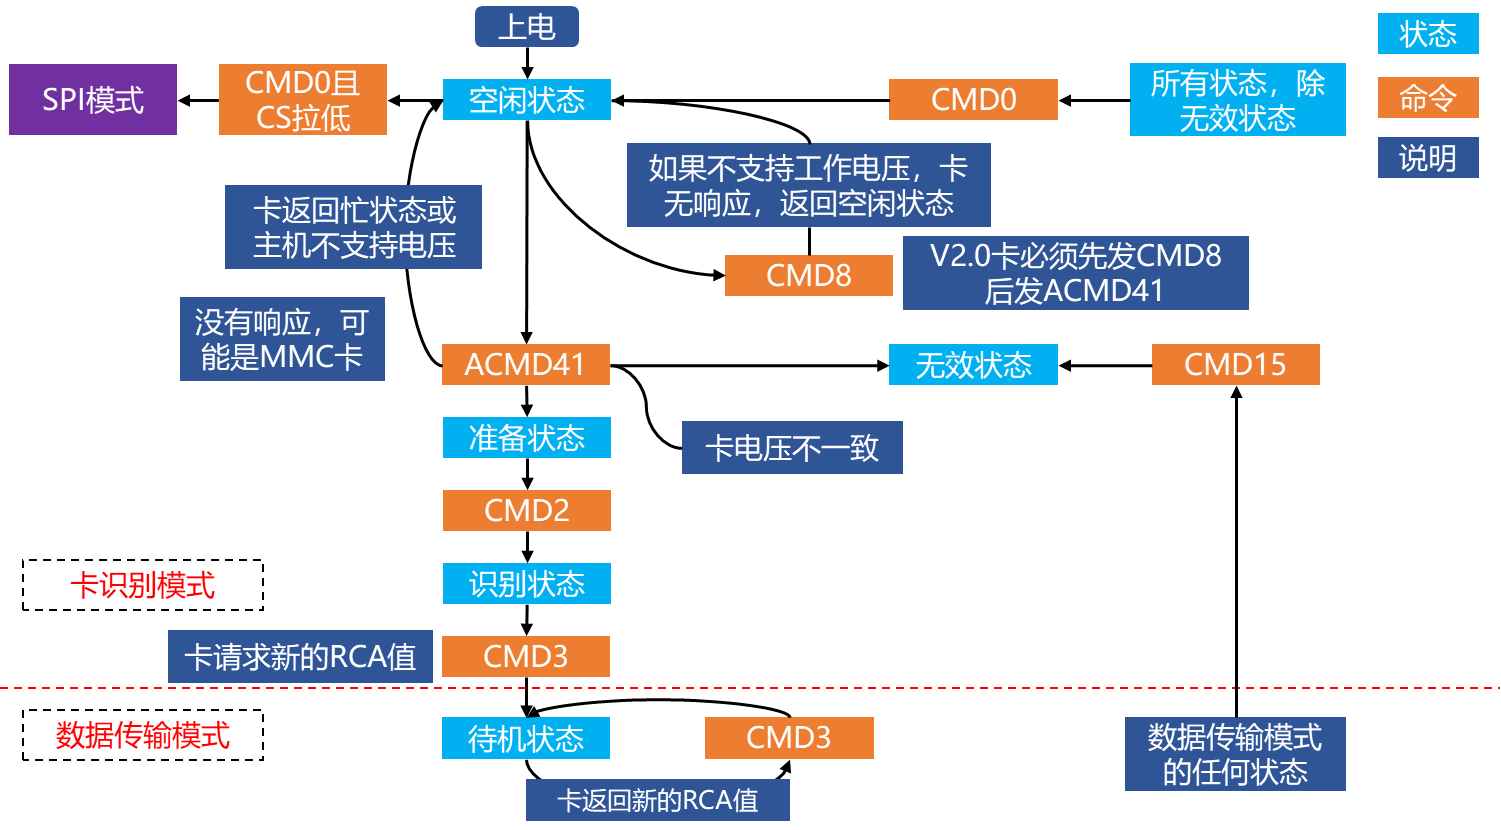 上电
状态
SPI模式
CMD0且
CS拉低
空闲状态
CMD0
所有状态，除
无效状态
命令
说明
如果不支持工作电压，卡
无响应，返回空闲状态
卡返回忙状态或
主机不支持电压
CMD8
V2.0卡必须先发CMD8
后发ACMD41
没有响应，可
能是MMC卡
ACMD41
无效状态
CMD15
准备状态
卡电压不一致
CMD2
卡识别模式
识别状态
卡请求新的RCA值
CMD3
数据传输模式
待机状态
CMD3
数据传输模式
的任何状态
卡返回新的RCA值